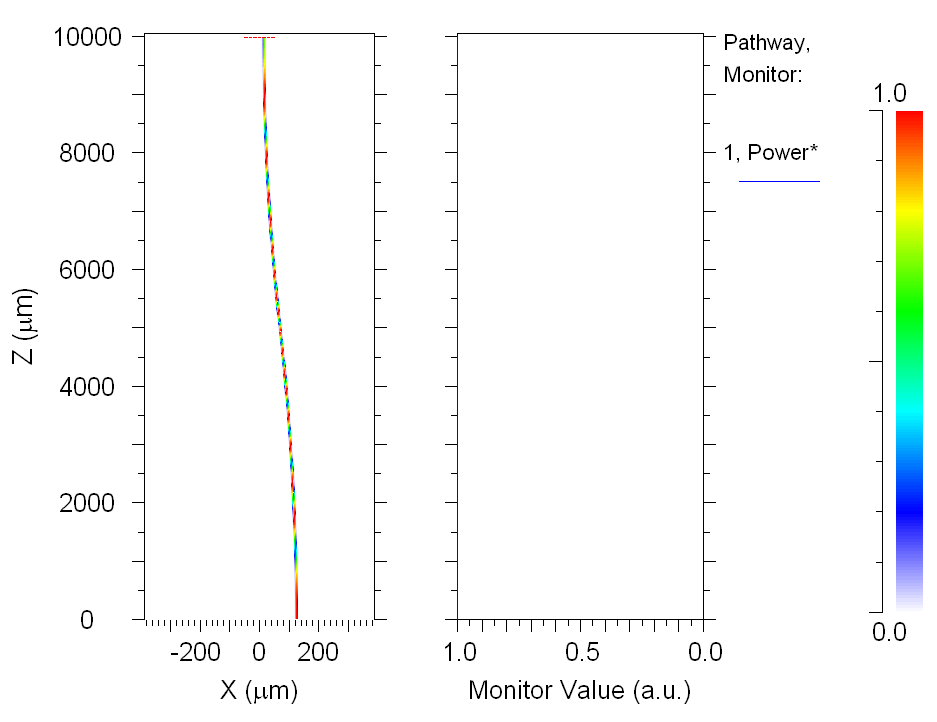 10000
8000
6000
4000
2000
0
Z (μm)
-200 0 200
X (μm)
1.0 0.5 0.0
Monitor Value (a.u.)
Pathway,
Monitor:
1, Power*
1.0
0.0